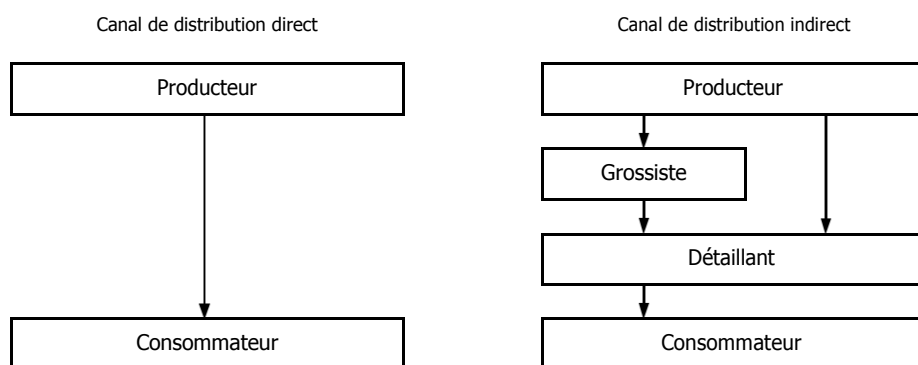 Canal de distribution direct
Producteur
Consommateur
Canal de distribution indirect
Producteur
Grossiste
Détaillant
Consommateur